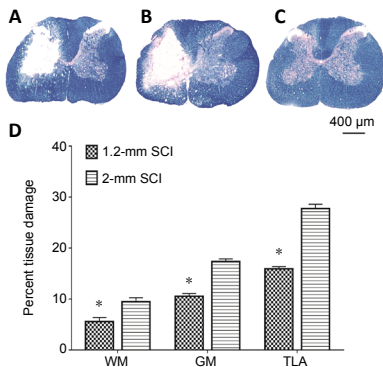 A B C
400 μm
D
Percent tissue damage
40
30
20
10
0
1.2-mm SCI
2-mm SCI
* * *
WM GM TLA